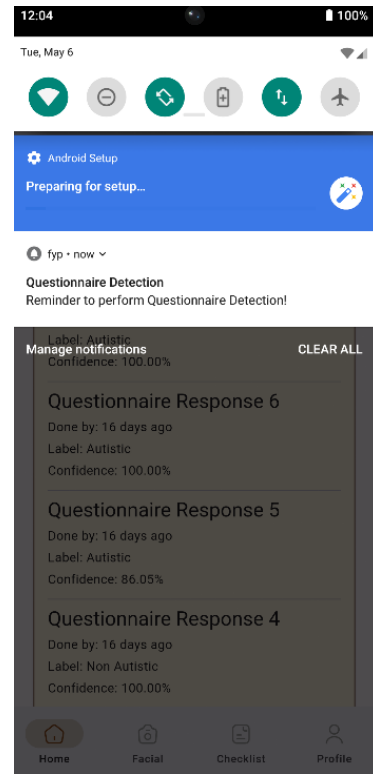 12:04
100%
Tue, May 6
Android Setup
Preparing for setup…
fyp • now
Questionnaire Detection
Reminder to perform Questionnaire Detection!
Label: Autistic
Manage notifications
CLEAR ALL
Confidence: 100.00%
Questionnaire Response 6
Done by: 16 days ago
Label: Autistic
Confidence: 100.00%
Questionnaire Response 5
Done by: 16 days ago
Label: Autistic
Confidence: 86.05%
Questionnaire Response 4
Done by: 16 days ago
Label: Non Autistic
Confidence: 100.00%
Home
Facial
Checklist
Profile